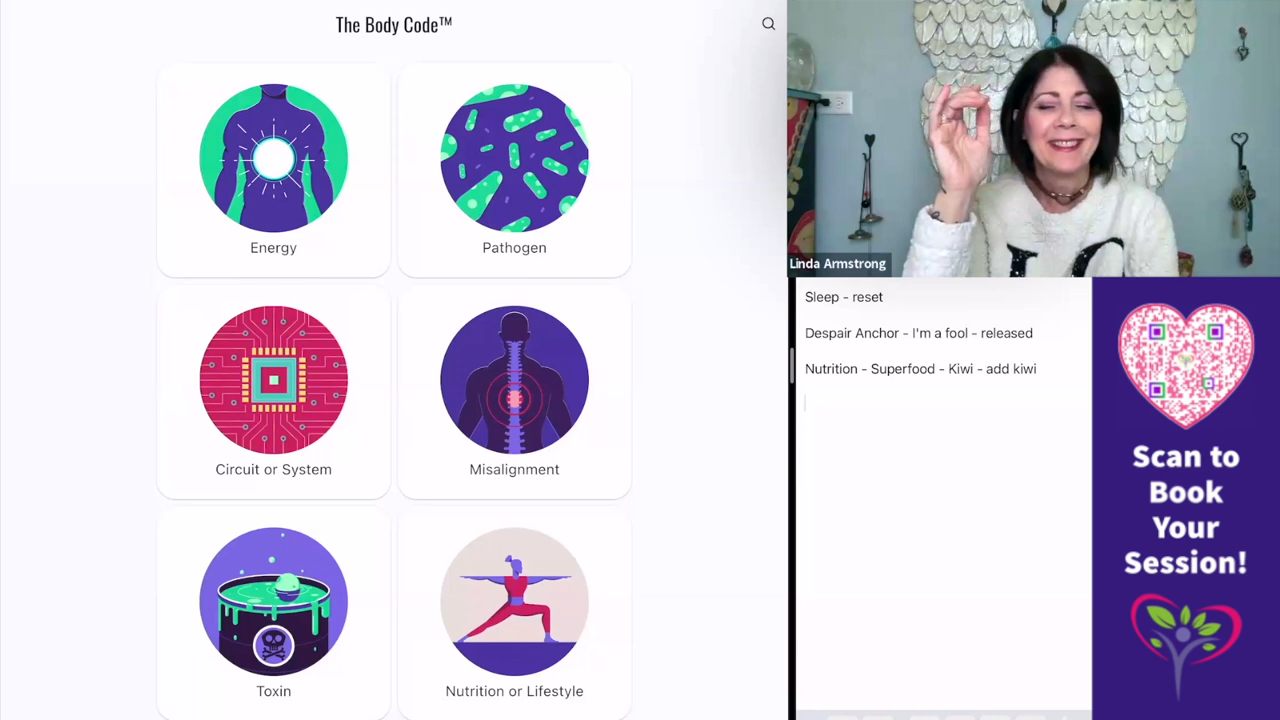 The Body Code™
Energy
Pathogen
Circuit or System
Misalignment
Toxin
Nutrition or Lifestyle
Linda Armstrong
Sleep - reset
Despair Anchor - I'm a fool - released
Nutrition - Superfood - Kiwi - add kiwi
Scan to
Book
Your
Session!